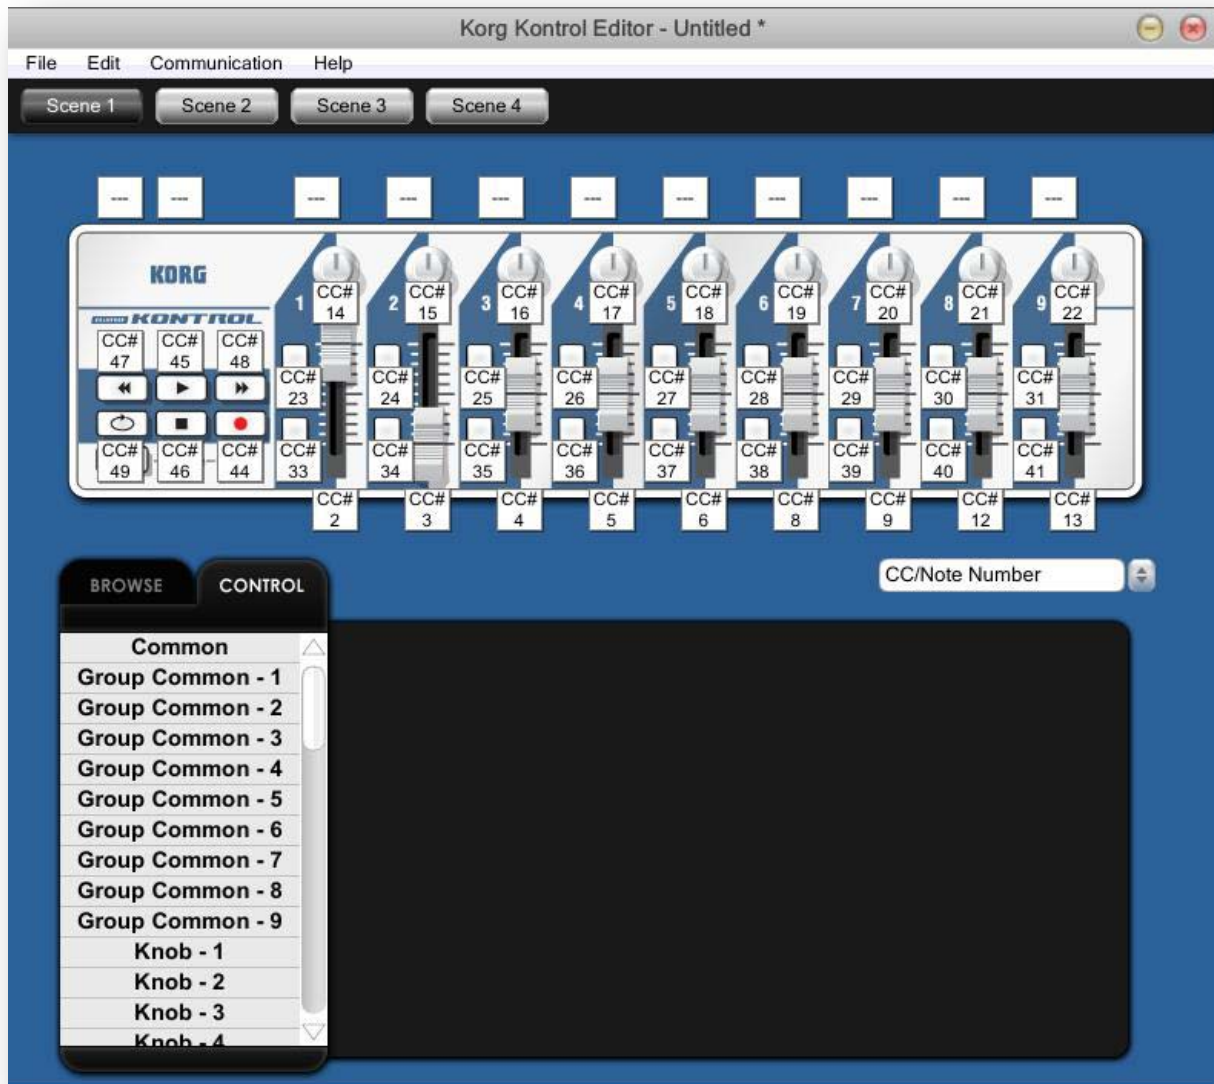 Korg Kontrol Editor - Untitled *
File Edit Communication Help
Scene 1 Scene 2 Scene 3 Scene 4
--- --- --- --- --- --- --- --- --- --- ---
KORG
KONTROL
1 2 3 4 5 6 7 8 9
CC# CC# CC# CC# CC# CC# CC# CC# CC#
14 15 16 17 18 19 20 21 22
CC# CC# CC#
47 45 48
CC# CC# CC# CC# CC# CC# CC# CC# CC#
23 24 25 26 27 28 29 30 31
CC# CC# CC# CC# CC# CC# CC# CC# CC# CC# CC# CC#
49 46 44 33 34 35 36 37 38 39 40 41
CC# CC# CC# CC# CC# CC# CC# CC# CC#
2 3 4 5 6 8 9 12 13
BROWSE CONTROL
CC/Note Number
Common
Group Common - 1
Group Common - 2
Group Common - 3
Group Common - 4
Group Common - 5
Group Common - 6
Group Common - 7
Group Common - 8
Group Common - 9
Knob - 1
Knob - 2
Knob - 3
Knob - 4